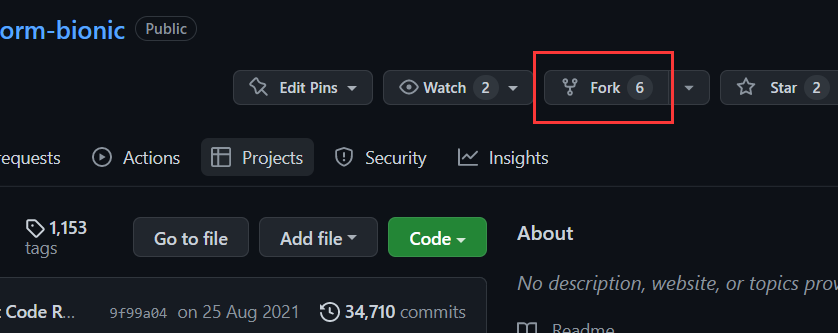 orm-bionic Public
Edit Pins Watch 2 Fork 6 Star 2
equests Actions Projects Security Insights
1,153 tags
Go to file Add file Code
About
No description, website, or topics prov
Code R... 9f99a04 on 25 Aug 2021 34,710 commits
Readme